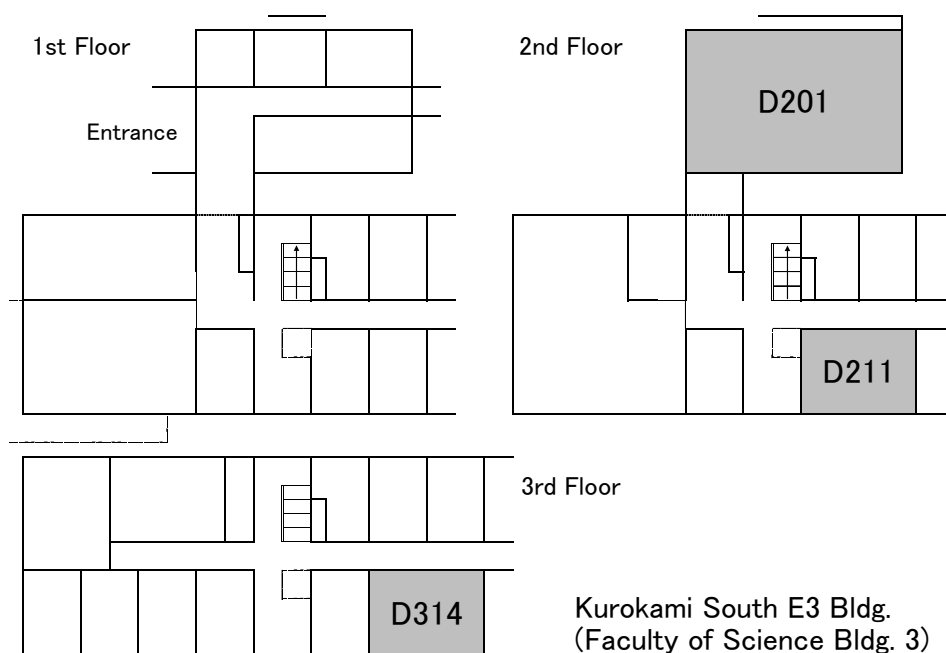 1st Floor
Entrance
2nd Floor
D201
D211
3rd Floor
D314
Kurokami South E3 Bldg.
(Faculty of Science Bldg. 3)